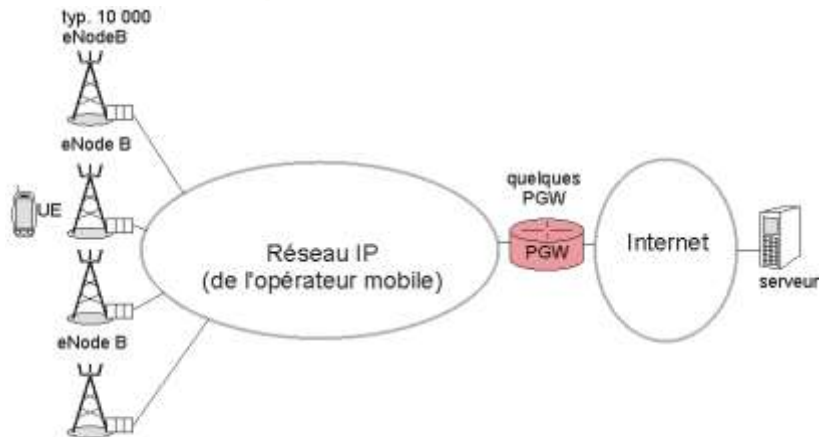 typ. 10 000
eNodeB
eNode B
UE
eNode B
Réseau IP
(de l'opérateur mobile)
quelques
PGW
PGW
Internet
serveur